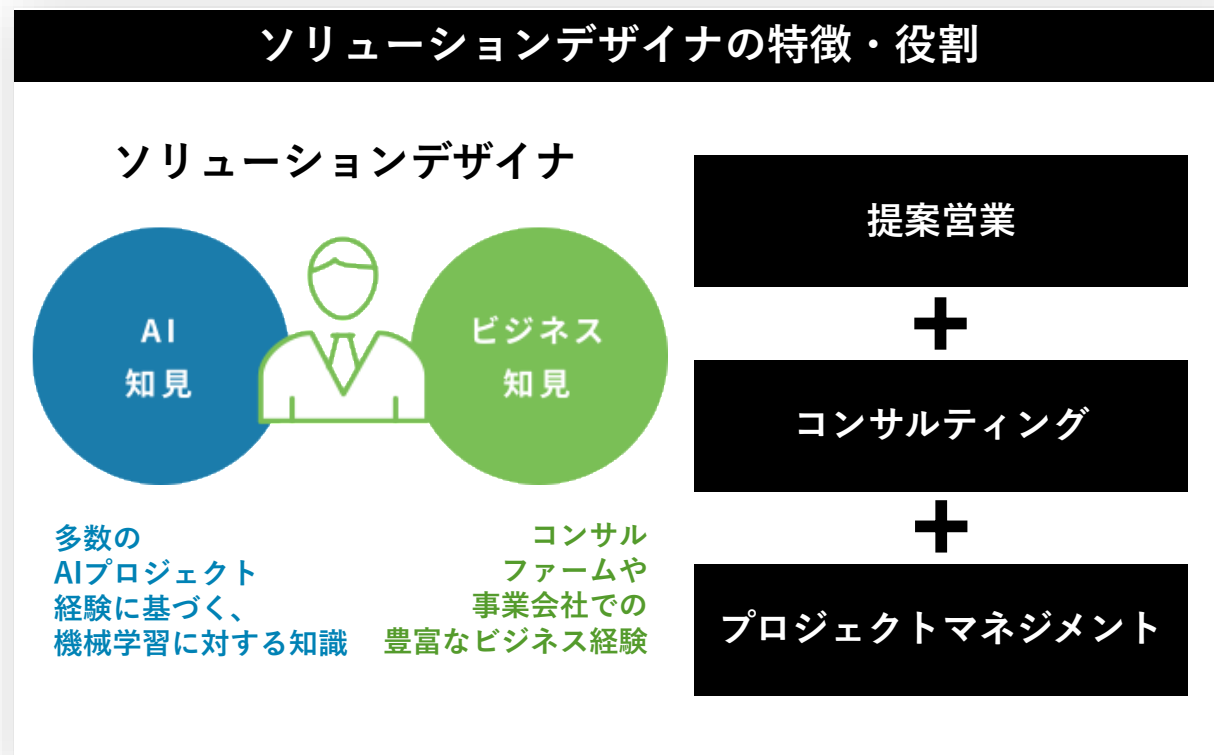 ソリューションデザイナの特徴・役割
ソリューションデザイナ
AI
知見
ビジネス
知見
多数の
AIプロジェクト
経験に基づく、
機械学習に対する知識
コンサル
ファームや
事業会社での
豊富なビジネス経験
提案営業
+
コンサルティング
+
プロジェクトマネジメント